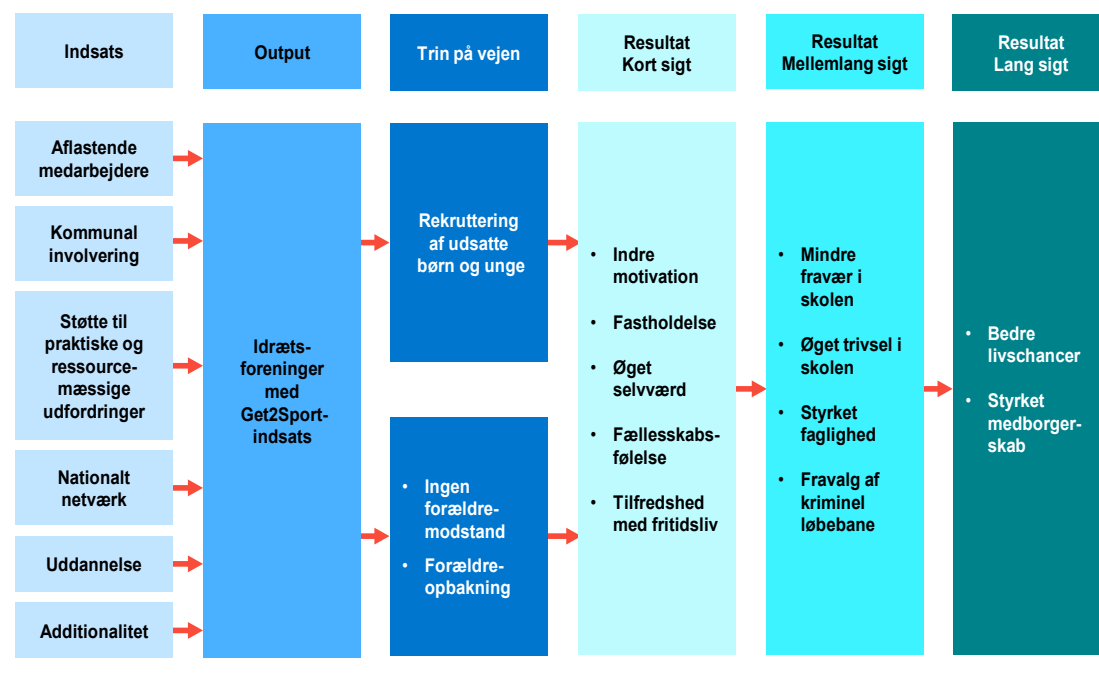 Indsats
Output
Trin på vejen
Resultat
Kort sigt
Resultat
Mellemlang sigt
Resultat
Lang sigt
Aflastende
medarbejdere
Kommunal
involvering
Støtte til
praktiske og
ressource-
mæssige
udfordringer
Nationalt
netværk
Uddannelse
Additionalitet
Idræts-
foreninger
med
Get2Sport-
indsats
Rekruttering
af udsatte
børn og unge
• Ingen
forældre-
modstand
• Forældre-
opbakning
• Indre
motivation
• Fastholdelse
• Øget
selvværd
• Fællesskabs-
følelse
• Tilfredshed
med fritidsliv
• Mindre
fravær i
skolen
• Øget trivsel i
skolen
• Styrket
faglighed
• Fravalg af
kriminel
løbebane
• Bedre
livschancer
• Styrket
medborger-
skab